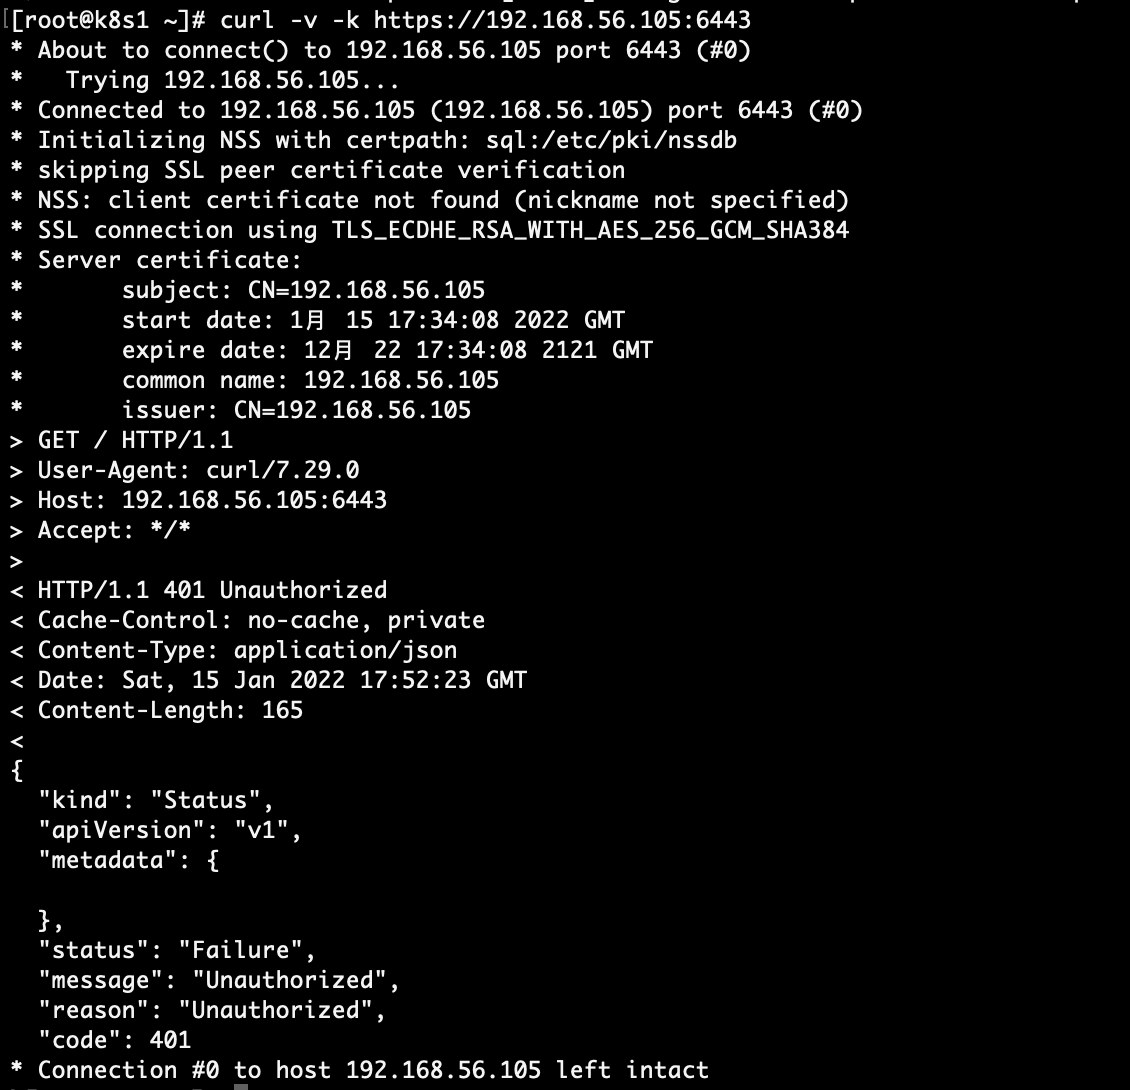 [root@k8s1 ~]# curl -v -k https://192.168.56.105:6443
* About to connect() to 192.168.56.105 port 6443 (#0)
*   Trying 192.168.56.105...
* Connected to 192.168.56.105 (192.168.56.105) port 6443 (#0)
* Initializing NSS with certpath: sql:/etc/pki/nssdb
* skipping SSL peer certificate verification
* NSS: client certificate not found (nickname not specified)
* SSL connection using TLS_ECDHE_RSA_WITH_AES_256_GCM_SHA384
* Server certificate:
*       subject: CN=192.168.56.105
*       start date: 1月 15 17:34:08 2022 GMT
*       expire date: 12月 22 17:34:08 2121 GMT
*       common name: 192.168.56.105
*       issuer: CN=192.168.56.105
> GET / HTTP/1.1
> User-Agent: curl/7.29.0
> Host: 192.168.56.105:6443
> Accept: */*
>
< HTTP/1.1 401 Unauthorized
< Cache-Control: no-cache, private
< Content-Type: application/json
< Date: Sat, 15 Jan 2022 17:52:23 GMT
< Content-Length: 165
<
{
  "kind": "Status",
  "apiVersion": "v1",
  "metadata": {
  },
  "status": "Failure",
  "message": "Unauthorized",
  "reason": "Unauthorized",
  "code": 401
* Connection #0 to host 192.168.56.105 left intact